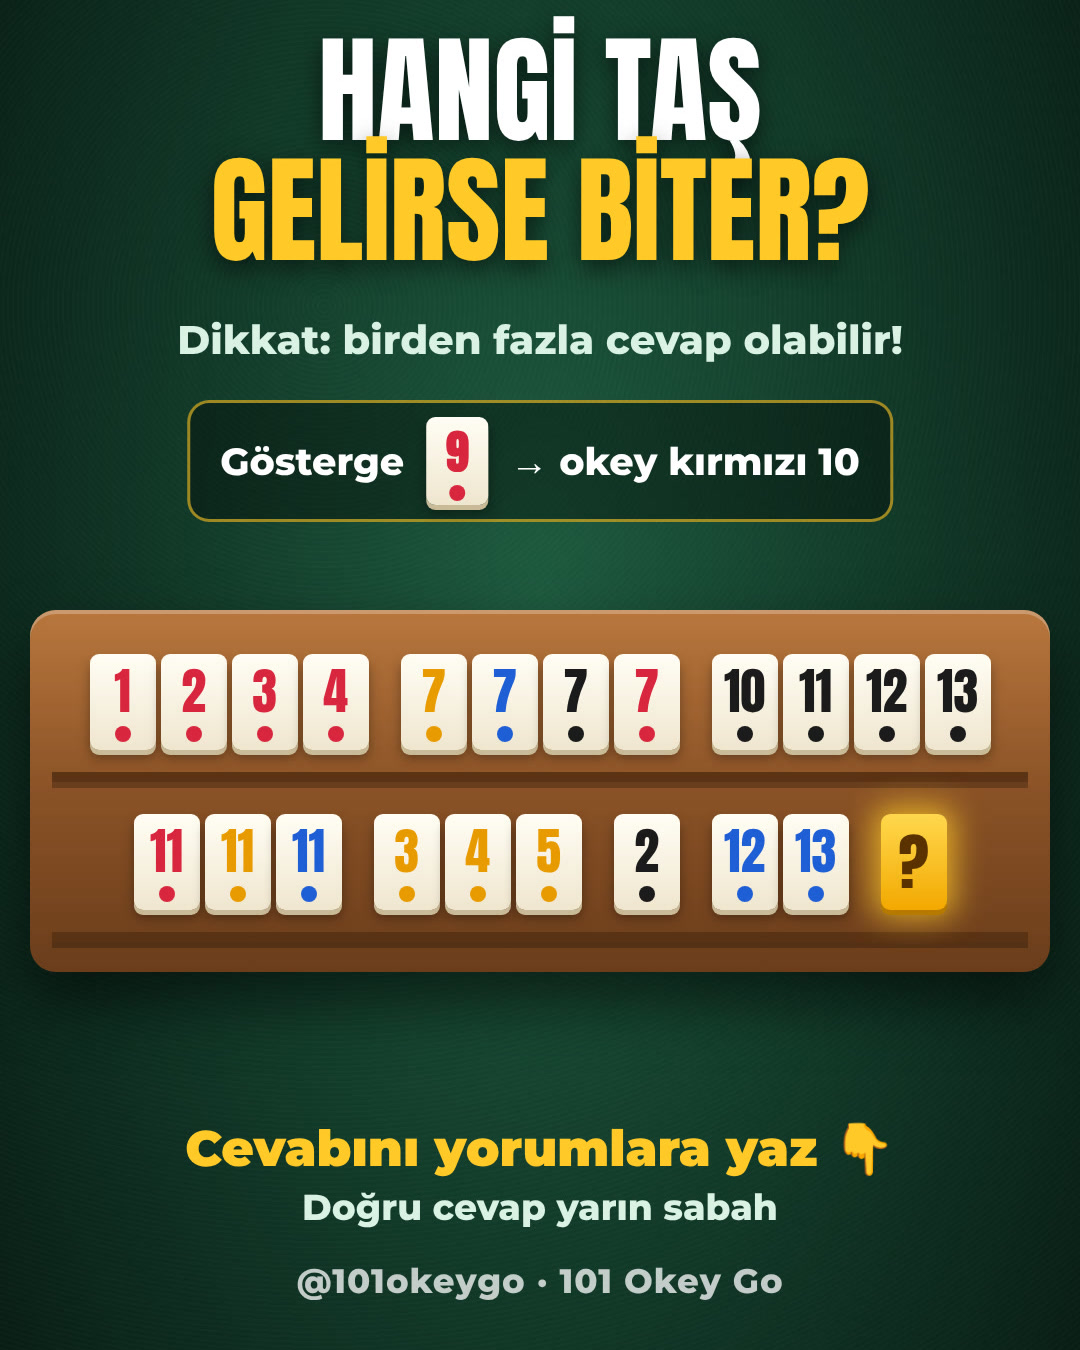 HANGİ TAŞ
GELİRSE BİTER?
Dikkat: birden fazla cevap olabilir!
Gösterge 9 → okey kırmızı 10
1 2 3 4 7 7 7 7 10 11 12 13
11 11 11 3 4 5 2 12 13 ?
Cevabını yorumlara yaz 👇
Doğru cevap yarın sabah
@101okeygo · 101 Okey Go